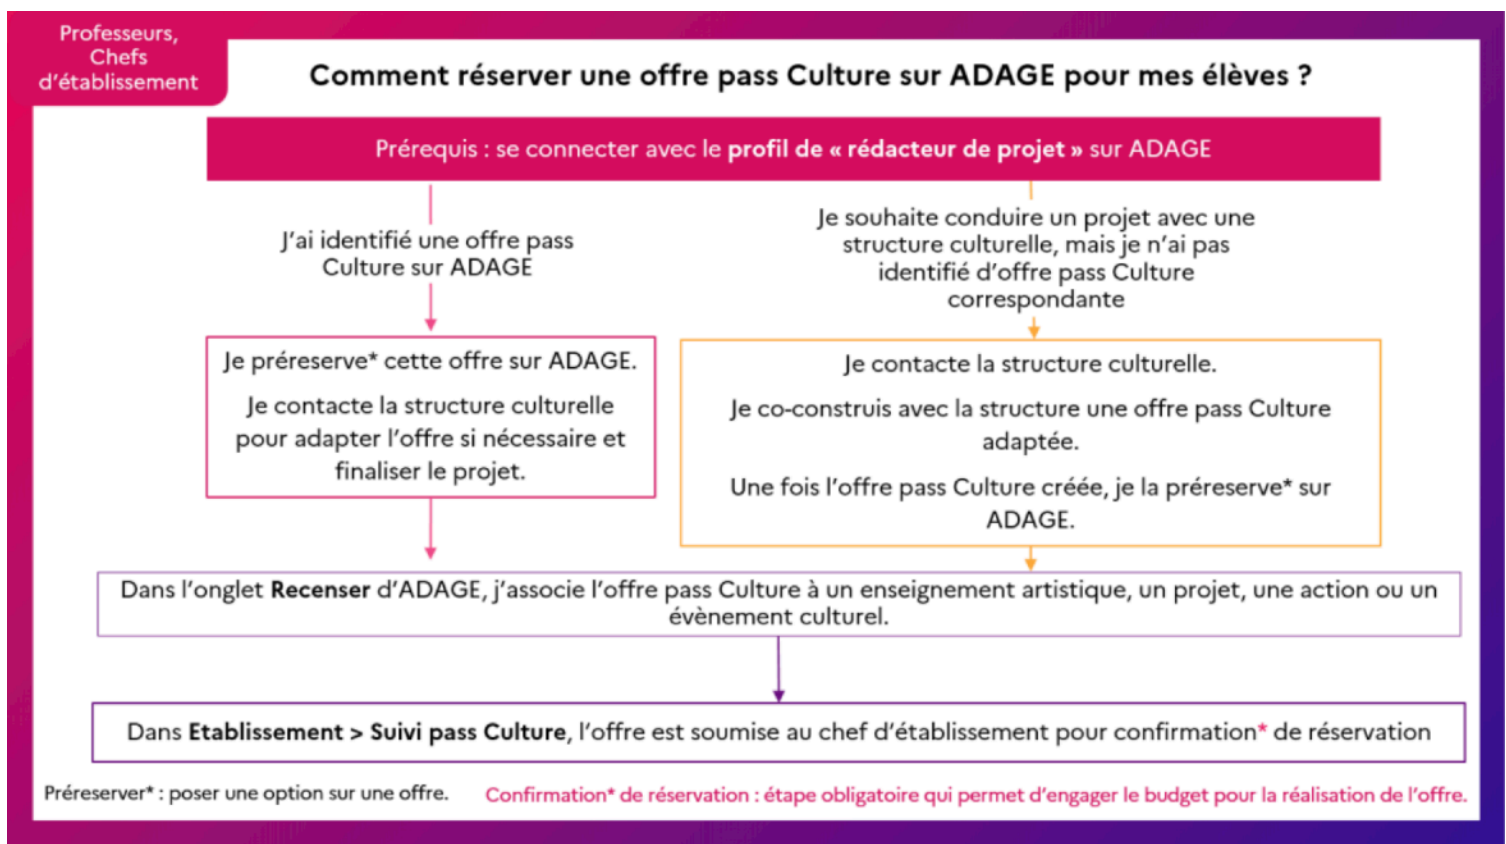 Professeurs,
Chefs
d'établissement
Comment réserver une offre pass Culture sur ADAGE pour mes élèves ?
Prérequis : se connecter avec le profil de « rédacteur de projet » sur ADAGE
J'ai identifié une offre pass
Culture sur ADAGE
Je souhaite conduire un projet avec une
structure culturelle, mais je n'ai pas
identifié d'offre pass Culture
correspondante
Je préreserve* cette offre sur ADAGE.
Je contacte la structure culturelle
pour adapter l'offre si nécessaire et
finaliser le projet.
Je contacte la structure culturelle.
Je co-construis avec la structure une offre pass Culture
adaptée.
Une fois l'offre pass Culture créée, je la préreserve* sur
ADAGE.
Dans l'onglet Recenser d'ADAGE, j'associe l'offre pass Culture à un enseignement artistique, un projet, une action ou un
évènement culturel.
Dans Etablissement > Suivi pass Culture, l'offre est soumise au chef d'établissement pour confirmation* de réservation
Préreserver* : poser une option sur une offre.
Confirmation* de réservation : étape obligatoire qui permet d'engager le budget pour la réalisation de l'offre.